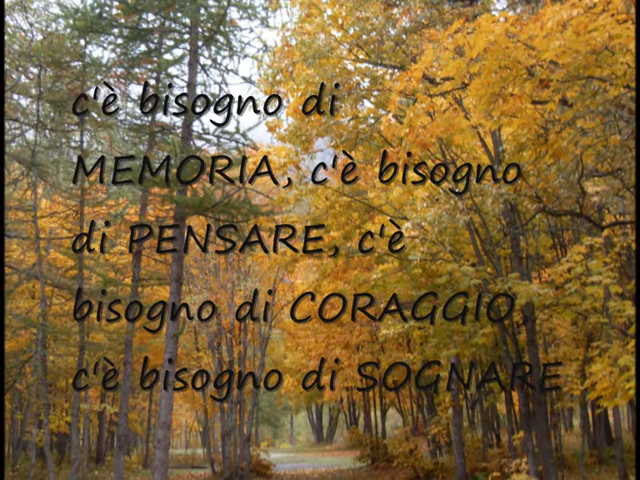 c'è bisogno di
MEMORIA, c'è bisogno
di PENSARE, c'è
bisogno di CORAGGIO,
c'è bisogno di SOGNARE